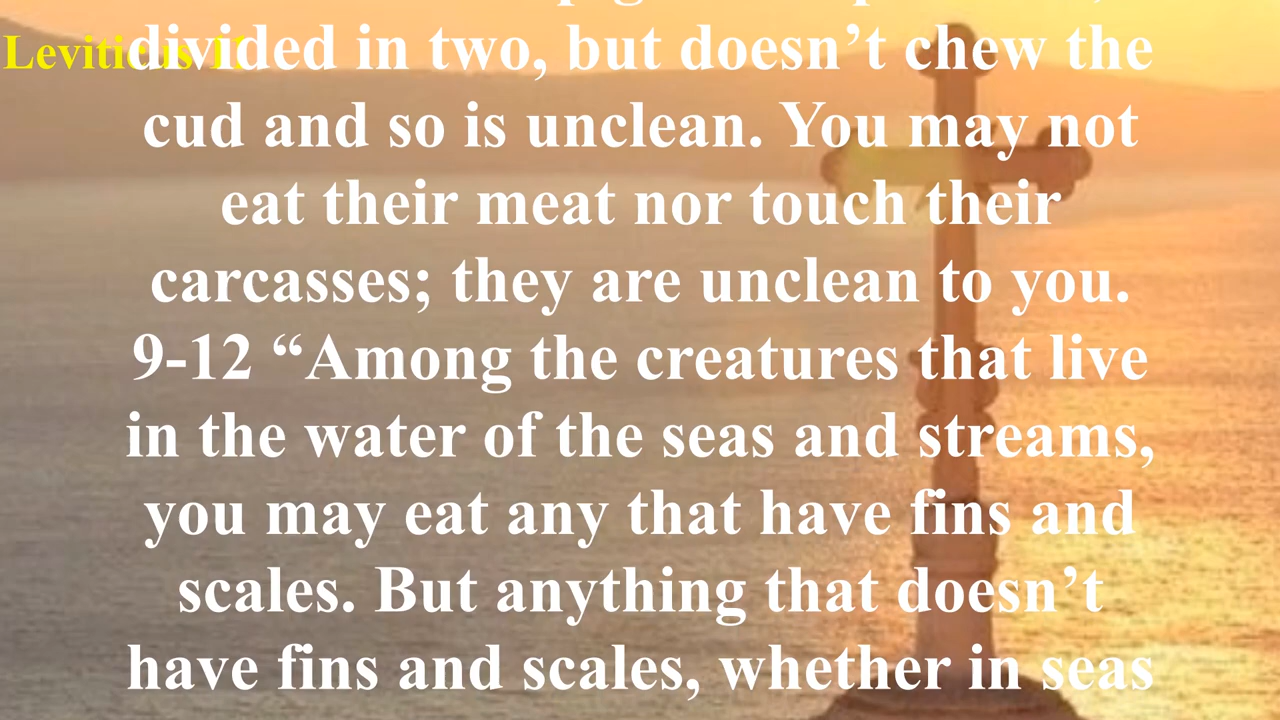 divided in two, but doesn’t chew the
cud and so is unclean. You may not
eat their meat nor touch their
carcasses; they are unclean to you.
9-12 “Among the creatures that live
in the water of the seas and streams,
you may eat any that have fins and
scales. But anything that doesn’t
have fins and scales, whether in seas